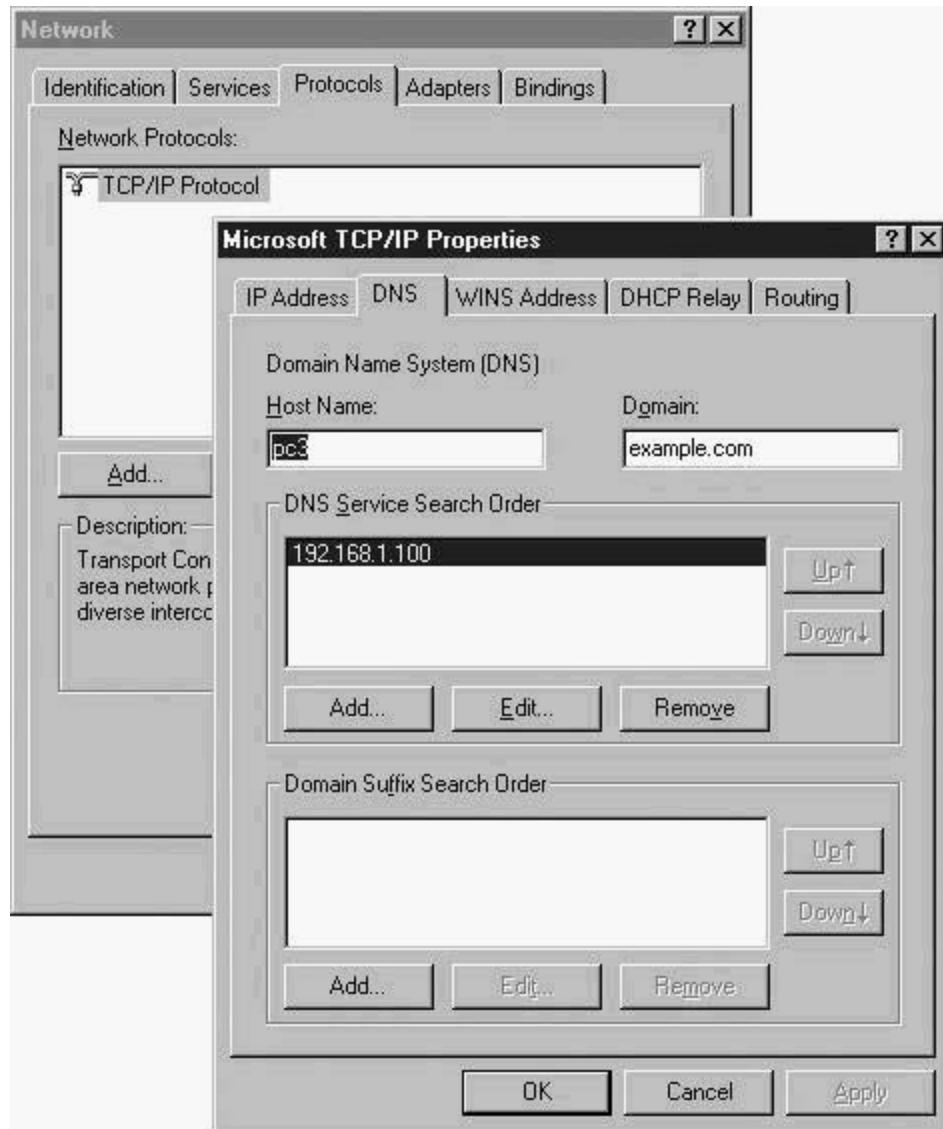 Network
Identification Services Protocols Adapters Bindings
Network Protocols:
TCP/IP Protocol
Add...
Description:
Transport Con
area network p
diverse interco
Microsoft TCP/IP Properties
IP Address DNS WINS Address DHCP Relay Routing
Domain Name System (DNS)
Host Name: Domain:
pc3 example.com
DNS Service Search Order
192.168.1.100
Up↑
Down↓
Add... Edit... Remove
Domain Suffix Search Order
Up↑
Down↓
Add... Edit... Remove
OK Cancel Apply